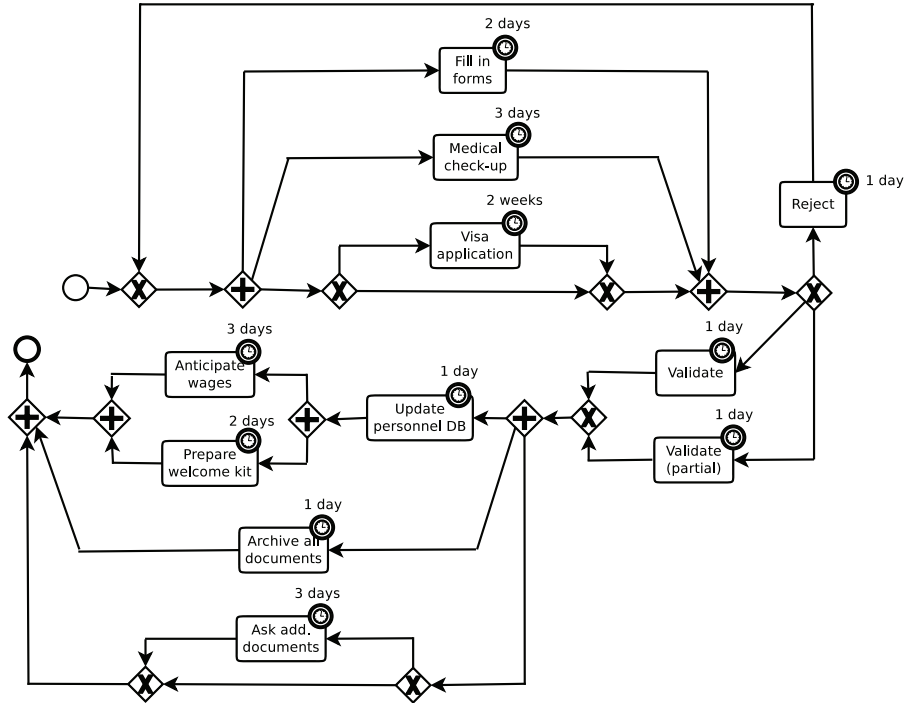 2 days
Fill in
forms
3 days
Medical
check-up
1 day
Reject
2 weeks
Visa
application
3 days
Anticipate
wages
1 day
Validate
1 day
Update
personnel DB
2 days
Prepare
welcome kit
1 day
Validate
(partial)
1 day
Archive all
documents
3 days
Ask add.
documents